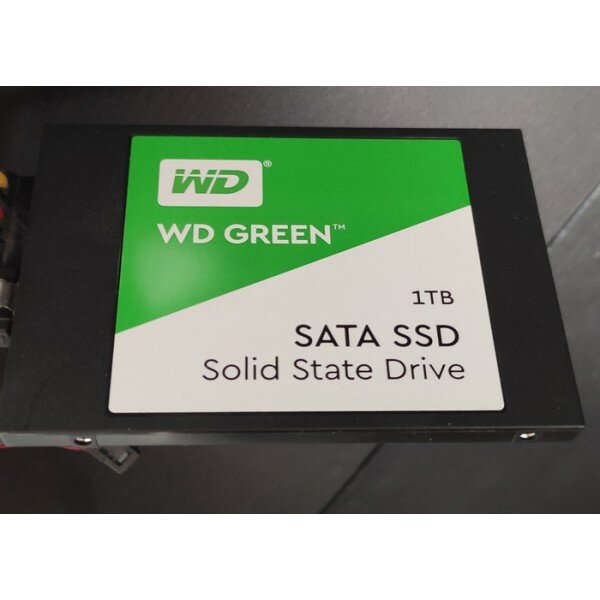 WD®
WD GREEN™
1TB
SATA SSD
Solid State Drive